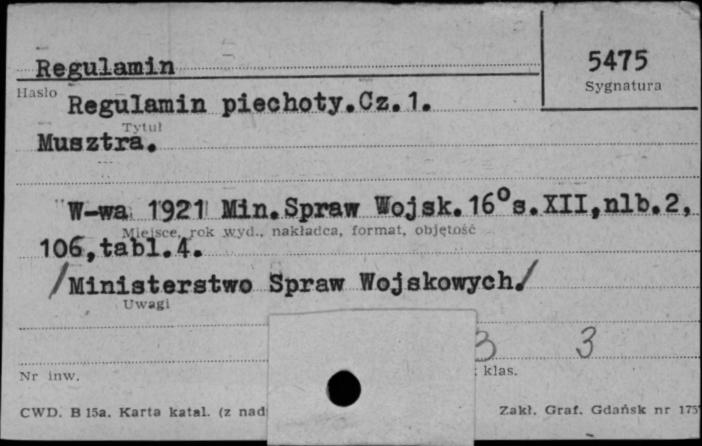 Regulamin
5475
Sygnatura
Hasło
Regulamin piechoty.Cz.1.
Tytuł
Musztra.
W-wa 1921 Min.Spraw Wojsk.16°s.XII,nlb.2,
Miejsce, rok wyd., nakładca, format, objętość
106,tabl.4.
/Ministerstwo Spraw Wojskowych/
Uwagi
3 3
Nr inw.
klas.
CWD. B 15a. Karta katal. (z nad
Zakł. Graf. Gdańsk nr 175